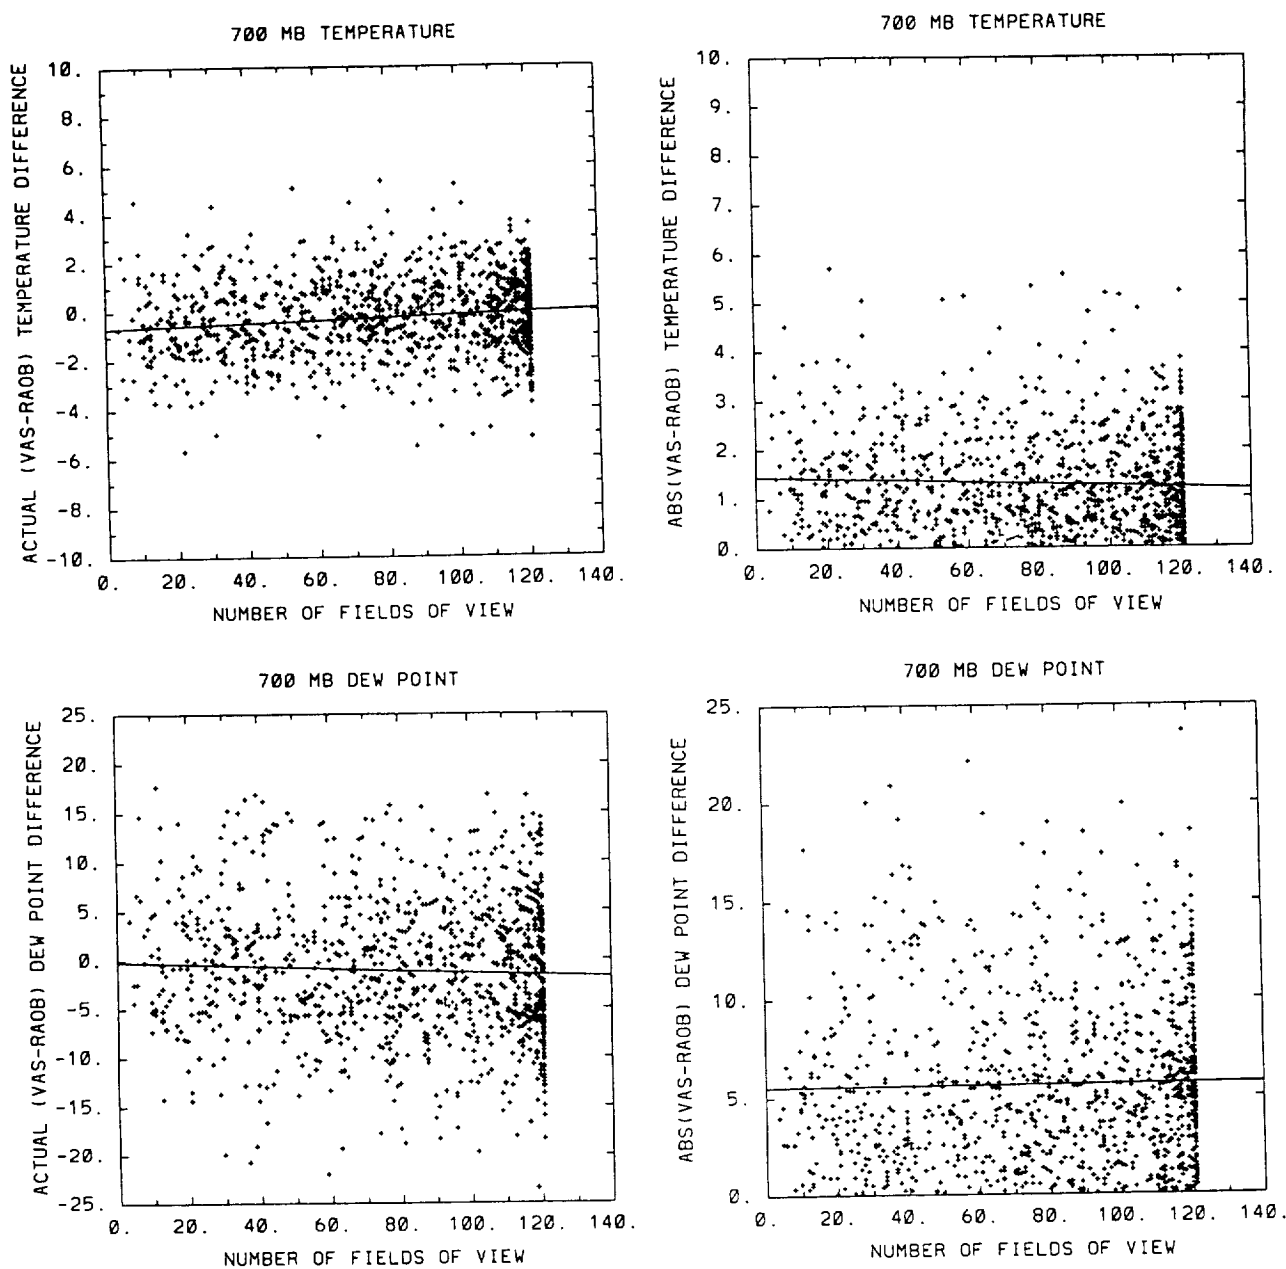 700 MB TEMPERATURE
ACTUAL (VAS-RAOB) TEMPERATURE DIFFERENCE
10.
8.
6.
4.
2.
0.
-2.
-4.
-6.
-8.
-10.
0. 20. 40. 60. 80. 100. 120. 140.
NUMBER OF FIELDS OF VIEW
700 MB TEMPERATURE
ABS(VAS-RAOB) TEMPERATURE DIFFERENCE
10.
9.
8.
7.
6.
5.
4.
3.
2.
1.
0.
0. 20. 40. 60. 80. 100. 120. 140.
NUMBER OF FIELDS OF VIEW
700 MB DEW POINT
ACTUAL (VAS-RAOB) DEW POINT DIFFERENCE
25.
20.
15.
10.
5.
0.
-5.
-10.
-15.
-20.
-25.
0. 20. 40. 60. 80. 100. 120. 140.
NUMBER OF FIELDS OF VIEW
700 MB DEW POINT
ABS(VAS-RAOB) DEW POINT DIFFERENCE
25.
20.
15.
10.
5.
0.
0. 20. 40. 60. 80. 100. 120. 140.
NUMBER OF FIELDS OF VIEW